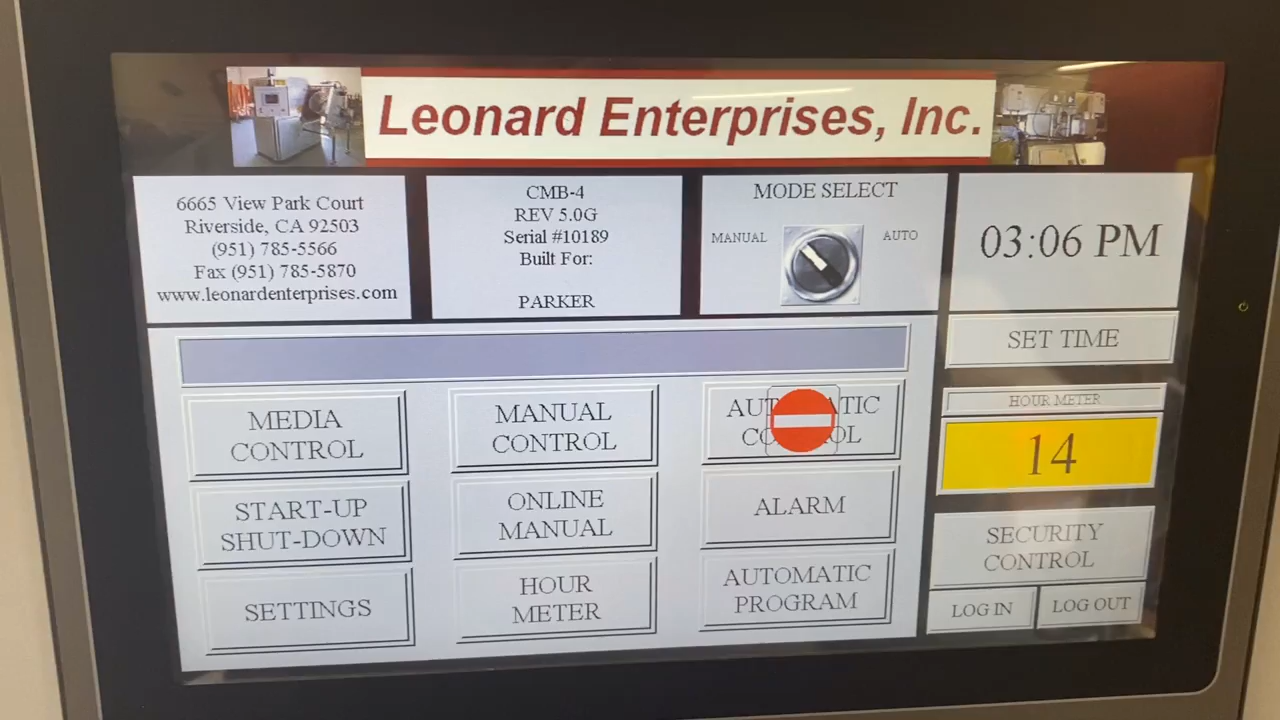 Leonard Enterprises, Inc.
6665 View Park Court
Riverside, CA 92503
(951) 785-5566
Fax (951) 785-5870
www.leonardenterprises.com
CMB-4
REV 5.0G
Serial #10189
Built For:
PARKER
MODE SELECT
MANUAL
AUTO
03:06 PM
SET TIME
HOUR METER
14
MEDIA
CONTROL
MANUAL
CONTROL
START-UP
SHUT-DOWN
ONLINE
MANUAL
ALARM
SETTINGS
HOUR
METER
AUTOMATIC
PROGRAM
SECURITY
CONTROL
LOG IN
LOG OUT